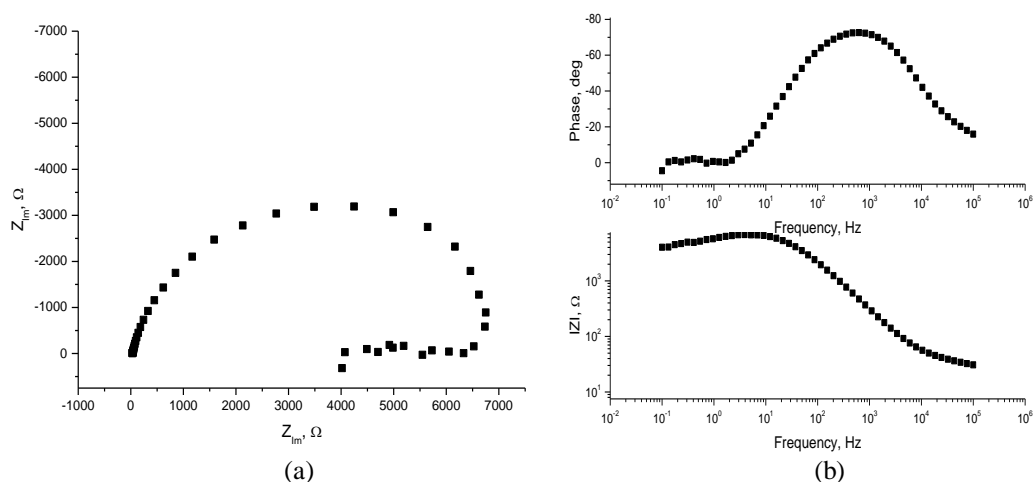 -7000
-6000
-5000
-4000
-3000
-2000
-1000
0
Z_Im, Ω
-1000 0 1000 2000 3000 4000 5000 6000 7000
Z_Im, Ω
(a)
-80
-60
-40
-20
0
Phase, deg
10^-2 10^-1 10^0 10^1 10^2 10^3 10^4 10^5 10^6
Frequency, Hz
10^3
10^2
10^1
IZI, Ω
10^-2 10^-1 10^0 10^1 10^2 10^3 10^4 10^5 10^6
Frequency, Hz
(b)